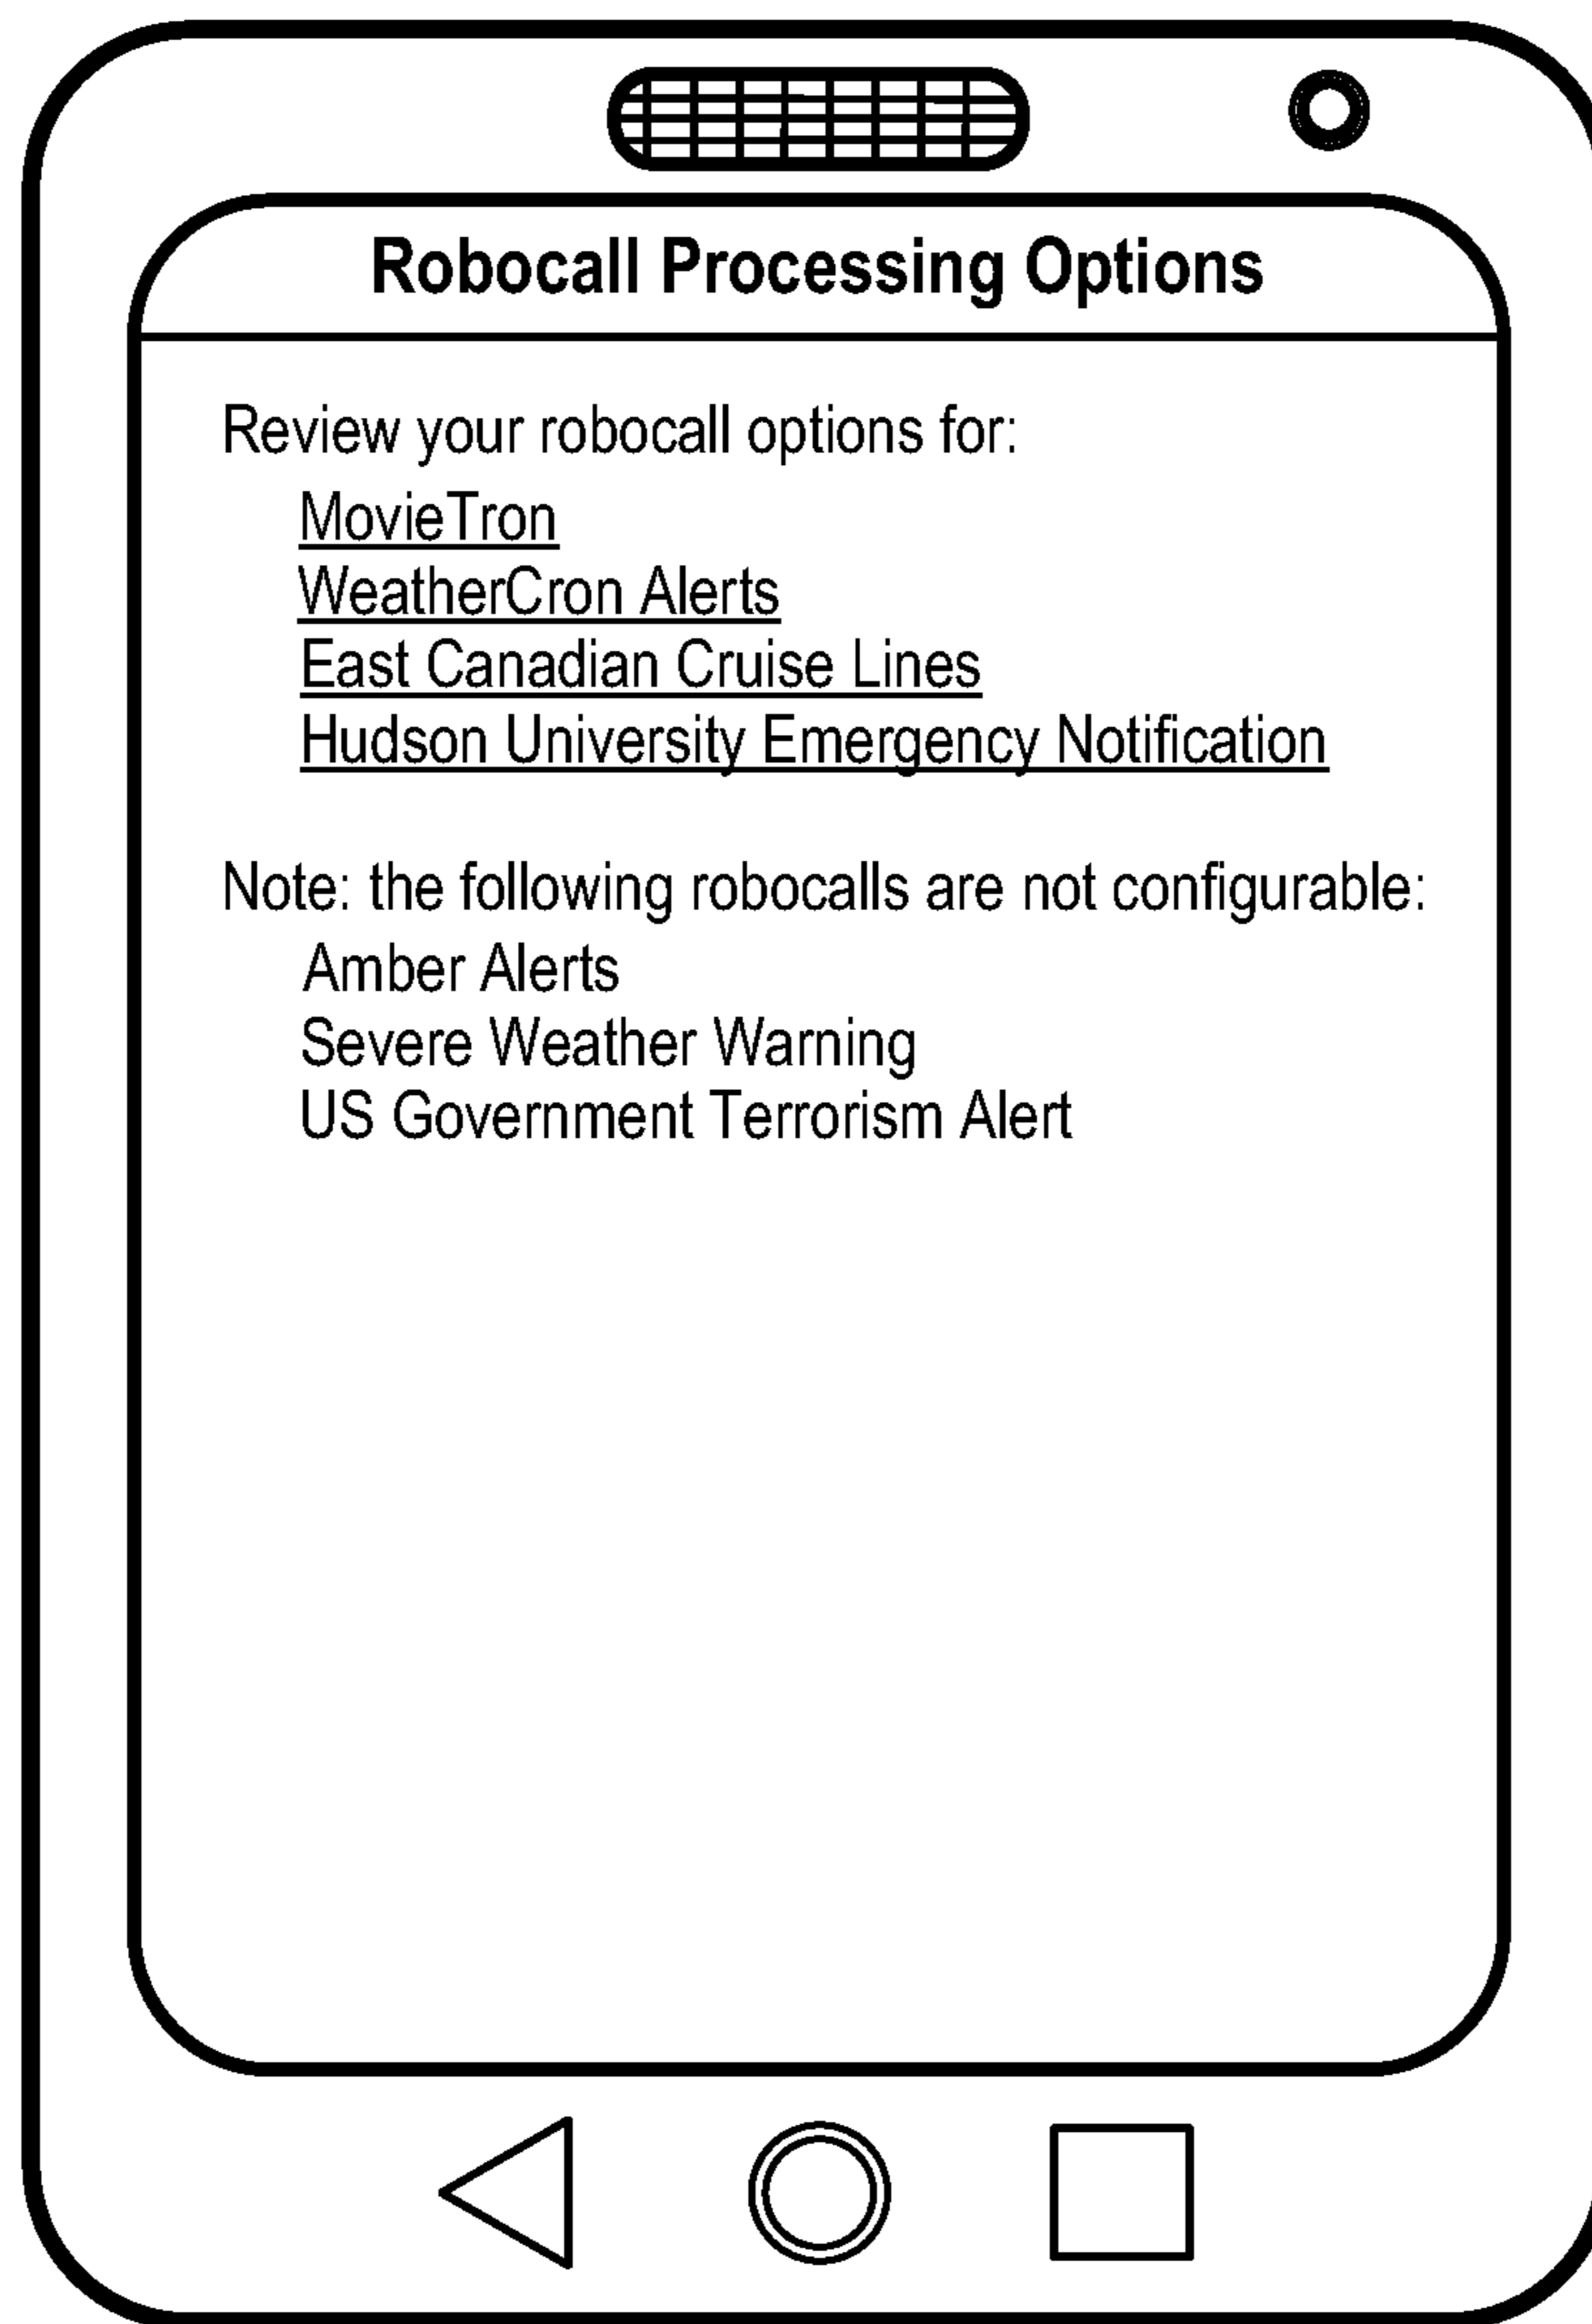 Robocall Processing Options
Review your robocall options for:
MovieTron
WeatherCron Alerts
East Canadian Cruise Lines
Hudson University Emergency Notification
Note: the following robocalls are not configurable:
Amber Alerts
Severe Weather Warning
US Government Terrorism Alert